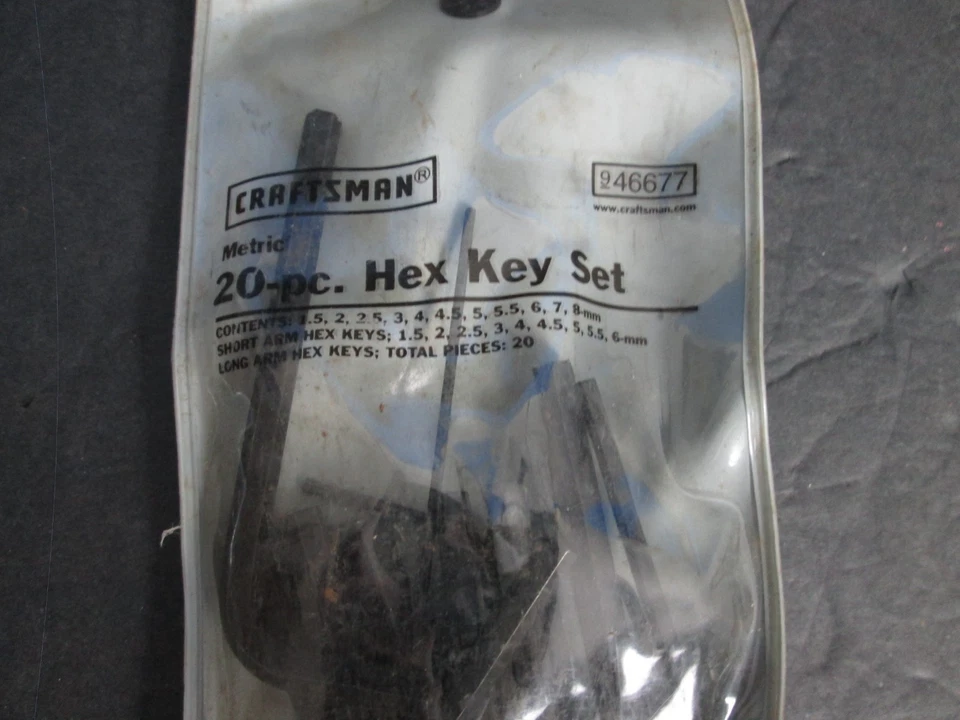 CRAFTSMAN®
946677
www.craftsman.com
Metric
20-pc. Hex Key Set
CONTENTS: 1.5, 2, 2.5, 3, 4, 4.5, 5, 5.5, 6, 7, 8-mm
SHORT ARM HEX KEYS; 1.5, 2, 2.5, 3, 4, 4.5, 5, 5.5, 6-mm
LONG ARM HEX KEYS; TOTAL PIECES: 20